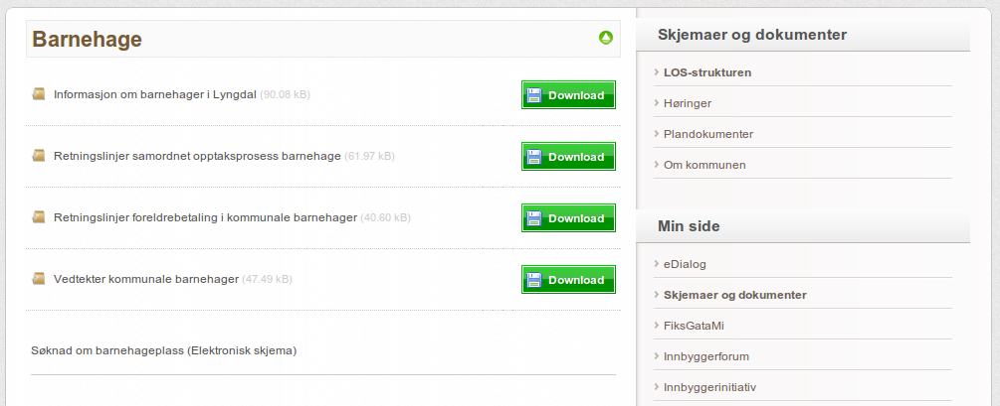 Barnehage
Informasjon om barnehager i Lyngdal (90.08 kB)
Download
Retningslinjer samordnet opptaksprosess barnehage (61.97 kB)
Download
Retningslinjer foreldrebetaling i kommunale barnehager (40.60 kB)
Download
Vedtekter kommunale barnehager (47.49 kB)
Download
Søknad om barnehageplass (Elektronisk skjema)
Skjemaer og dokumenter
LOS-strukturen
Høringer
Plandokumenter
Om kommunen
Min side
eDialog
Skjemaer og dokumenter
FiksGataMi
Innbyggerforum
Innbyggerinitiativ